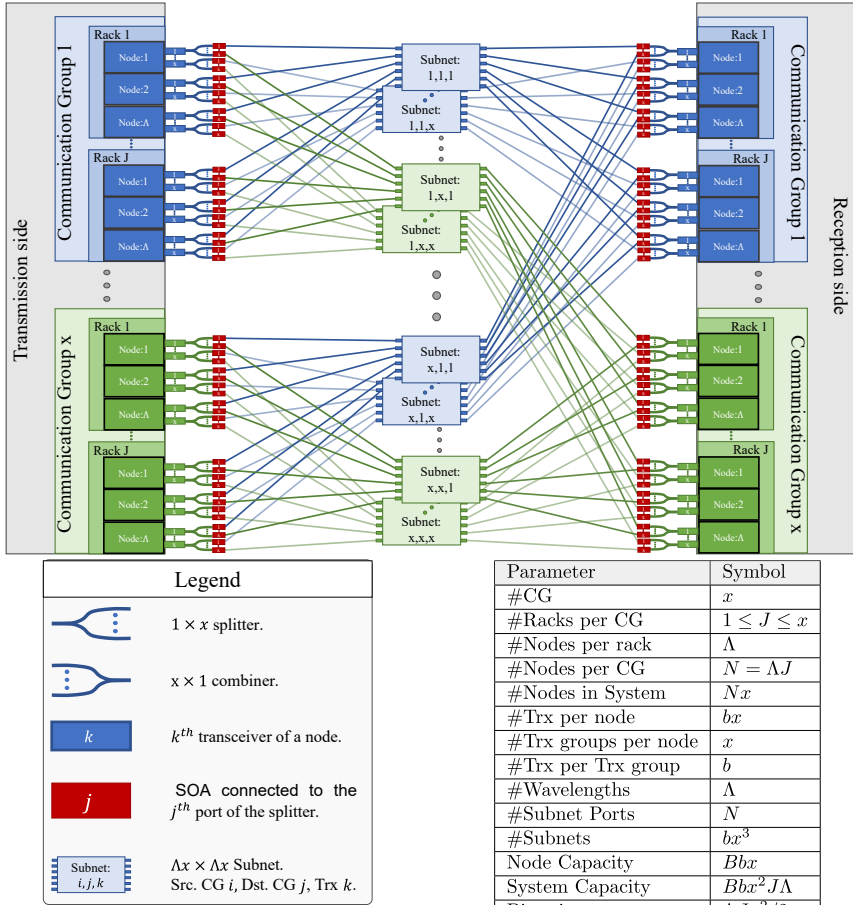 Transmission side
Communication Group 1
Rack 1
Node:1
Node:2
Node:Λ
Rack J
Node:1
Node:2
Node:Λ
Communication Group x
Rack 1
Node:1
Node:2
Node:Λ
Rack J
Node:1
Node:2
Node:Λ
Subnet:
1,1,1
Subnet:
1,1,x
Subnet:
1,x,1
Subnet:
1,x,x
Subnet:
x,1,1
Subnet:
x,1,x
Subnet:
x,x,1
Subnet:
x,x,x
Rack 1
Node:1
Node:2
Node:Λ
Rack J
Node:1
Node:2
Node:Λ
Communication Group 1
Rack 1
Node:1
Node:2
Node:Λ
Rack J
Node:1
Node:2
Node:Λ
Communication Group x
Reception side
Legend
1 × x splitter.
x × 1 combiner.
k
kᵗʰ transceiver of a node.
j
SOA connected to the
jᵗʰ port of the splitter.
Subnet:
i,j,k
Λx × Λx Subnet.
Src. CG i, Dst. CG j, Trx k.
Parameter Symbol
#CG x
#Racks per CG 1 ≤ J ≤ x
#Nodes per rack Λ
#Nodes per CG N = ΛJ
#Nodes in System Nx
#Trx per node bx
#Trx groups per node x
#Trx per Trx group b
#Wavelengths Λ
#Subnet Ports N
#Subnets bx³
Node Capacity Bbx
System Capacity Bbx²JΛ